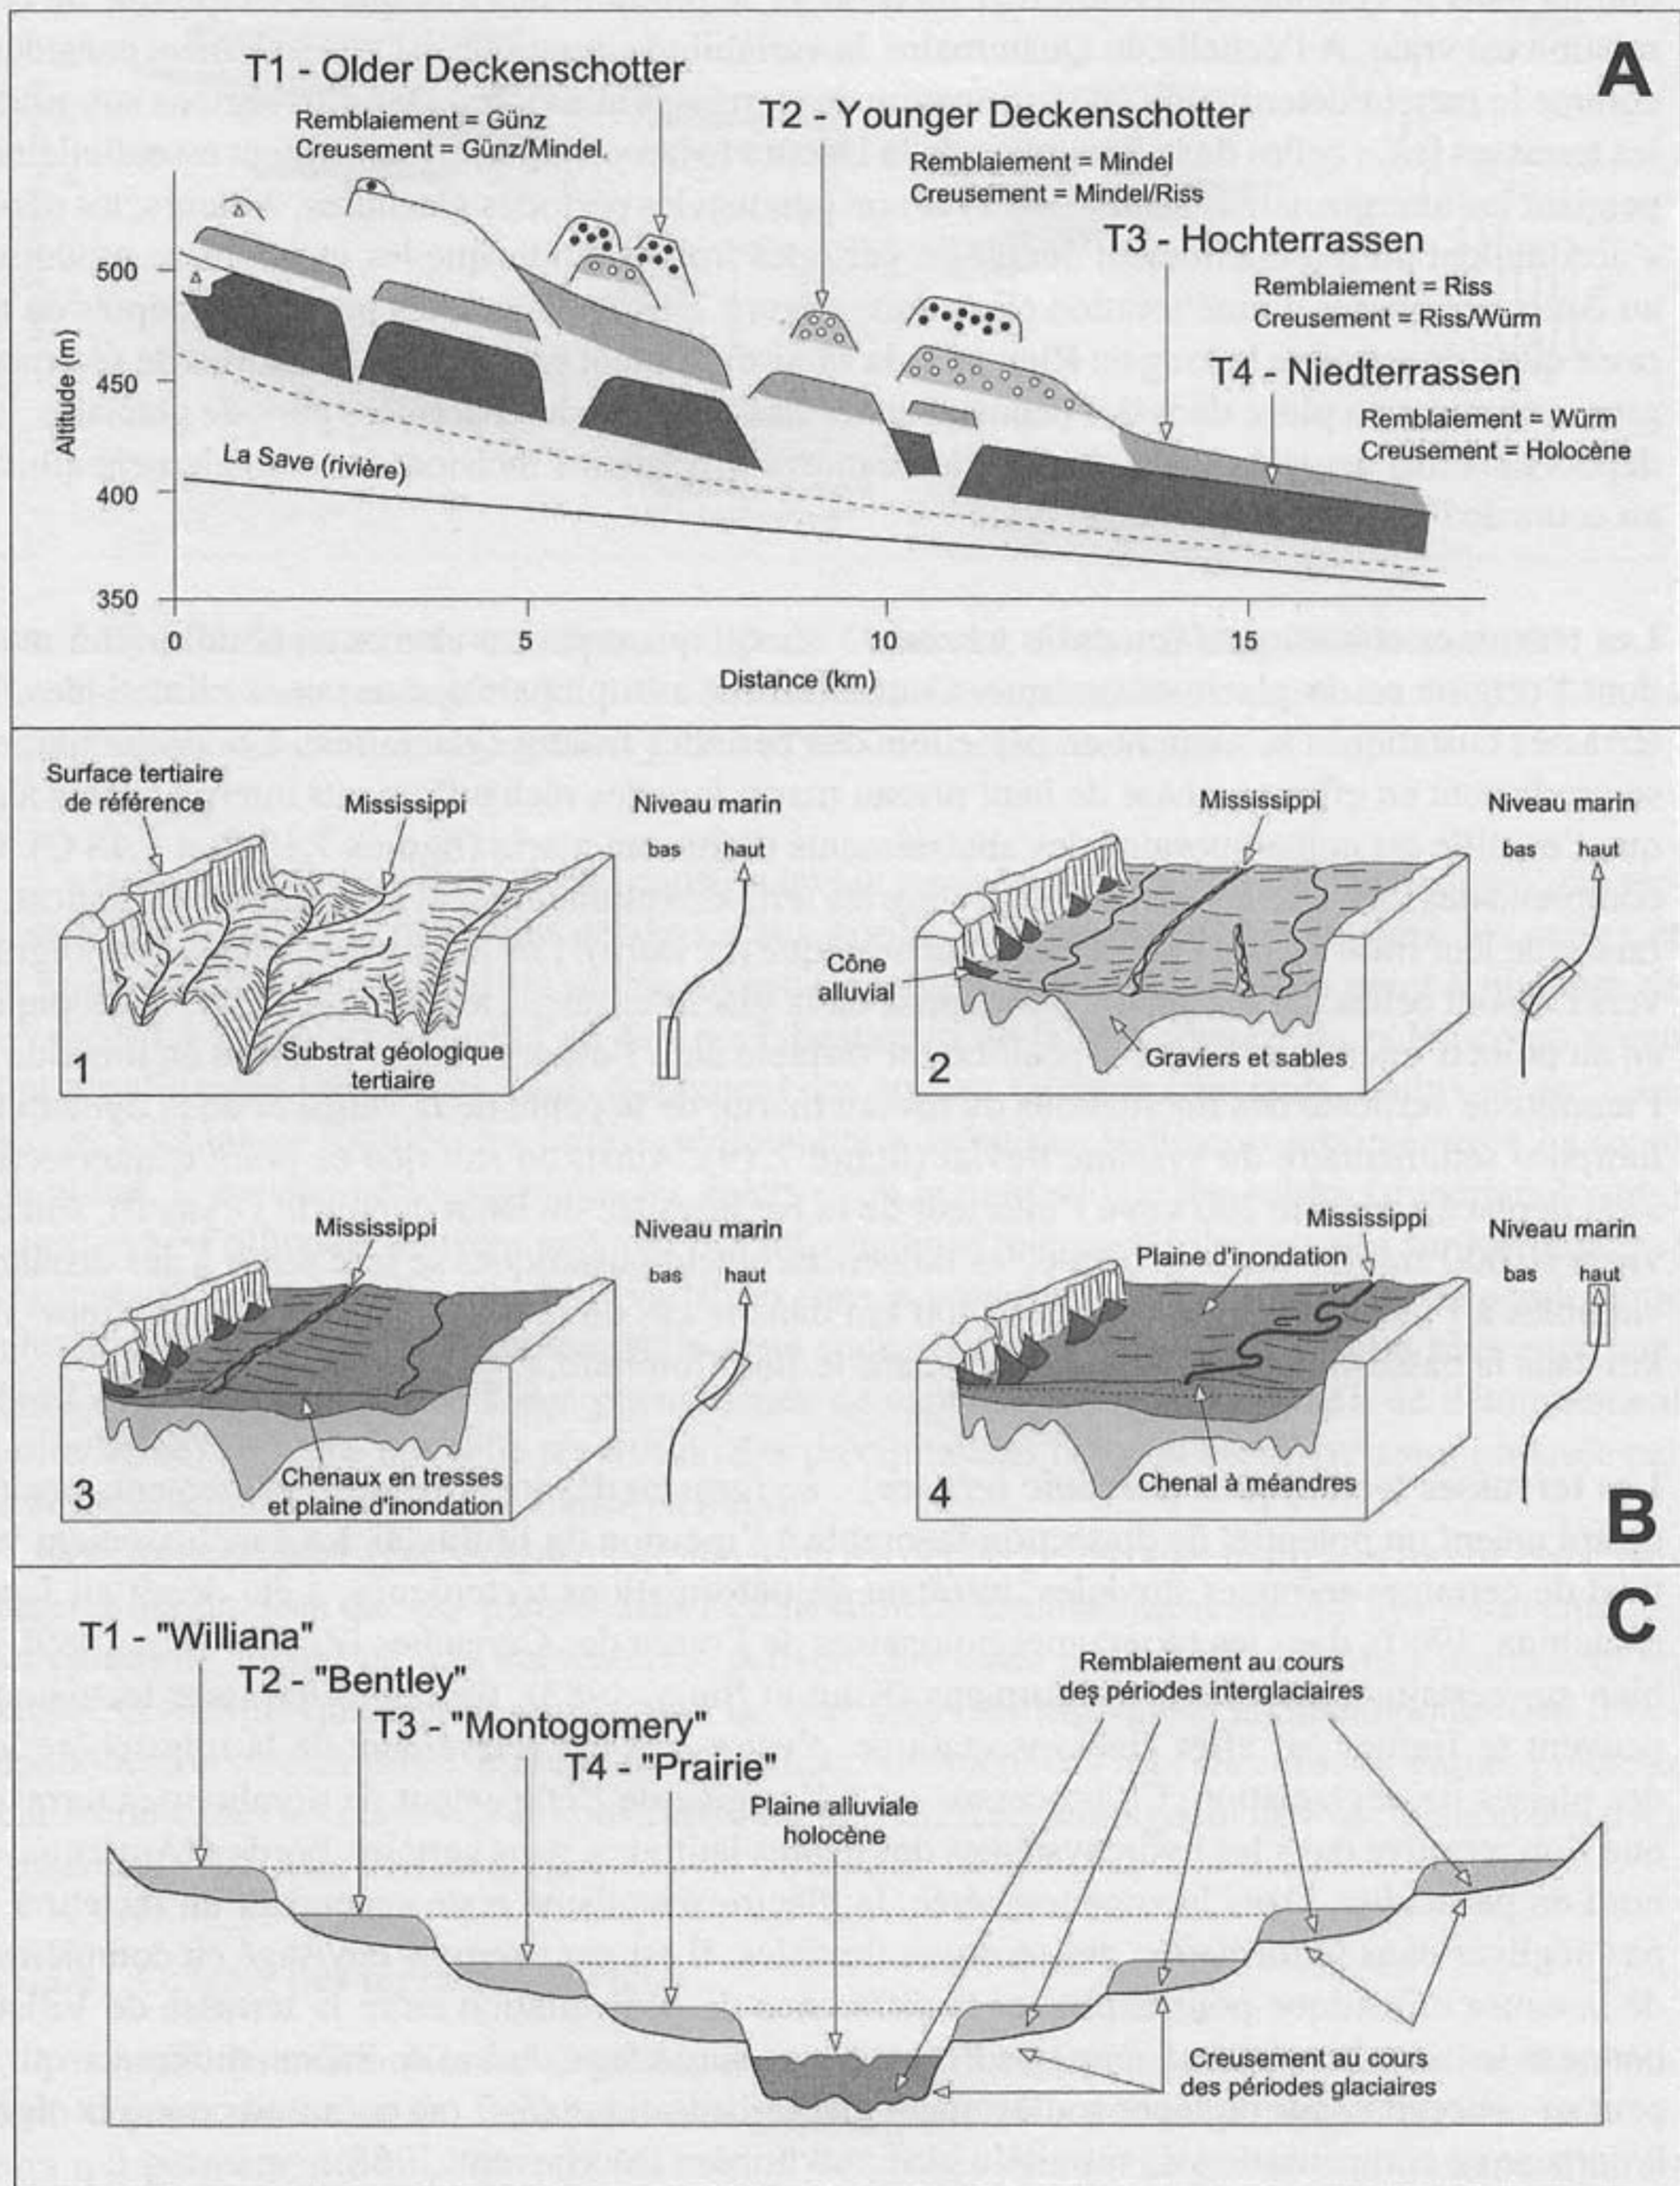 A
T1 - Older Deckenschotter
Remblaiement = Günz
Creusement = Günz/Mindel.
T2 - Younger Deckenschotter
Remblaiement = Mindel
Creusement = Mindel/Riss
T3 - Hochterrassen
Remblaiement = Riss
Creusement = Riss/Würm
T4 - Niedterrassen
Remblaiement = Würm
Creusement = Holocène
Altitude (m)
500
450
400
350
La Save (rivière)
0
5
10
15
Distance (km)
Surface tertiaire
de référence
Mississippi
Niveau marin
bas
haut
Substrat géologique
tertiaire
1
Mississippi
Niveau marin
bas
haut
Cône
alluvial
Graviers et sables
2
Mississippi
Niveau marin
bas
haut
Chenaux en tresses
et plaine d'inondation
3
Mississippi
Plaine d'inondation
Niveau marin
bas
haut
Chenal à méandres
4
B
C
T1 - "Williana"
T2 - "Bentley"
T3 - "Montogomery"
T4 - "Prairie"
Plaine alluviale
holocène
Remblaiement au cours
des périodes interglaciaires
Creusement au cours
des périodes glaciaires